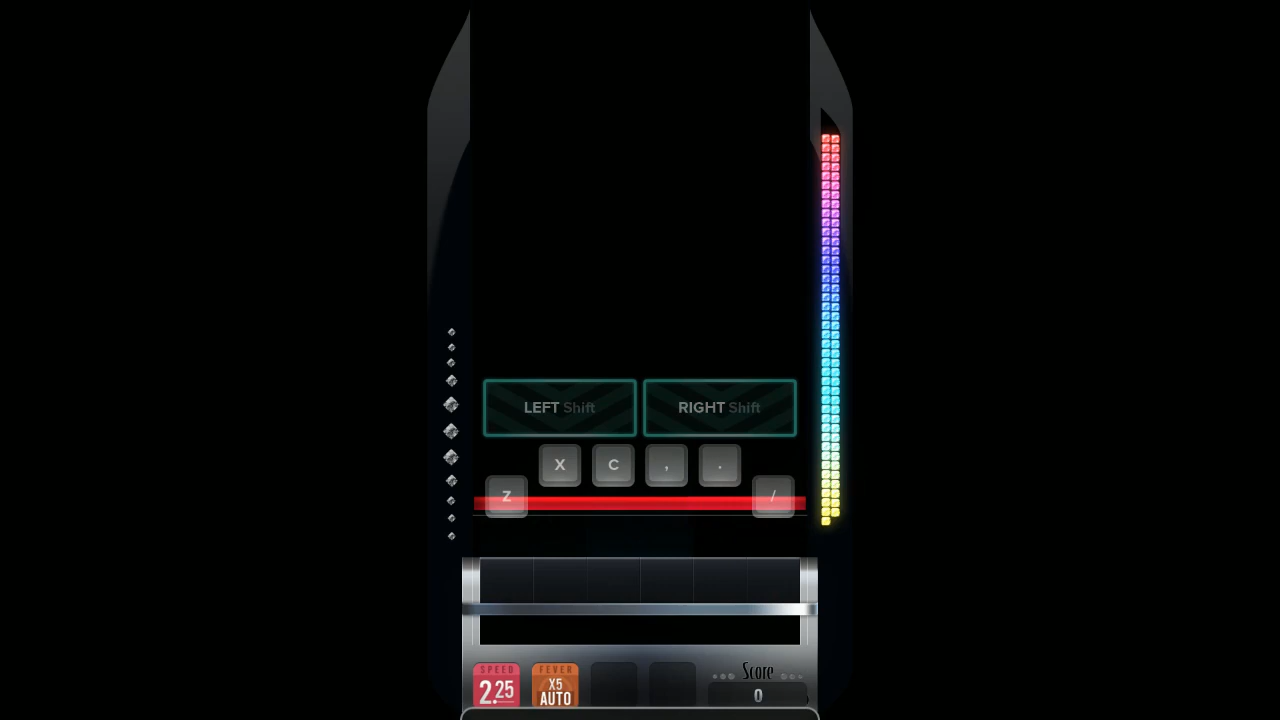 LEFT Shift RIGHT Shift
X C , .
Z /
SPEED FEVER Score
2.25 X5 0
AUTO